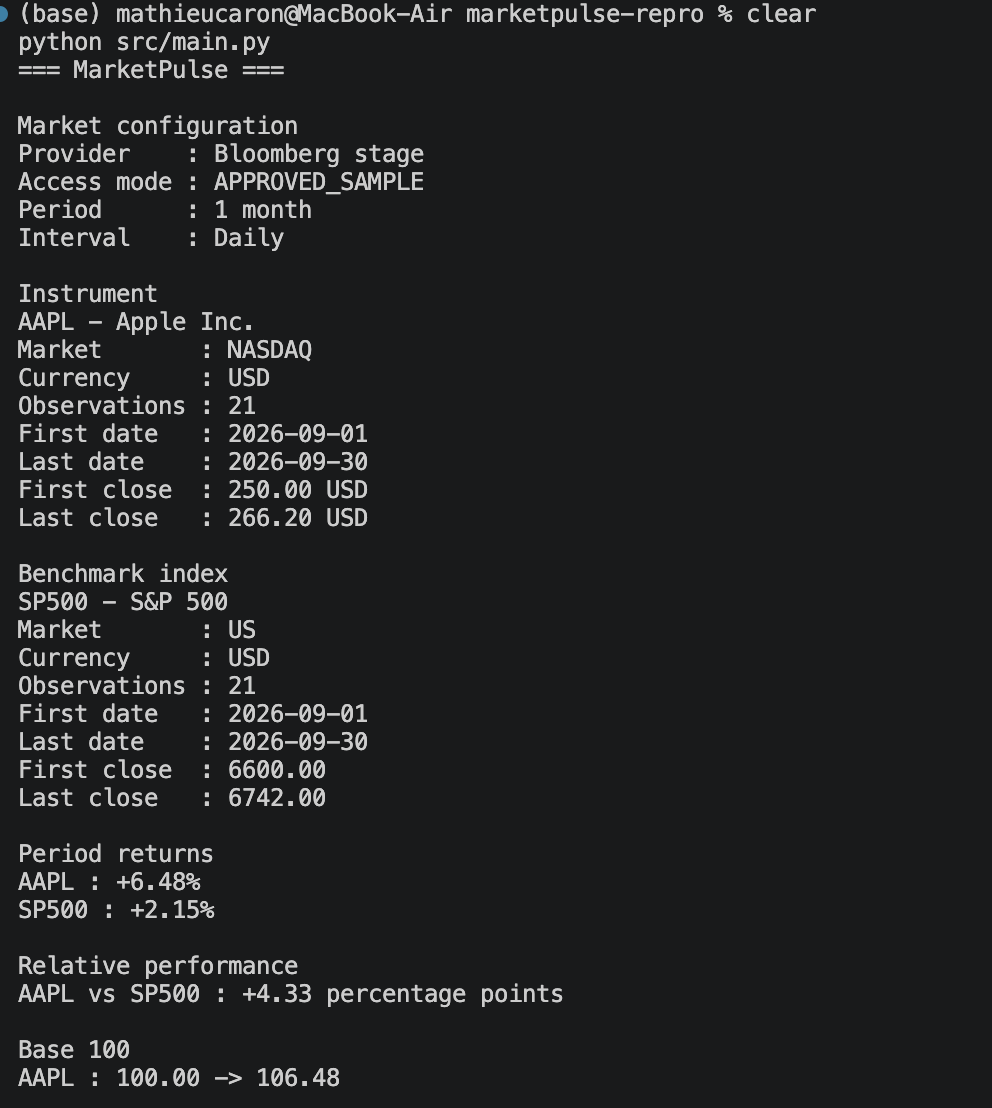 (base) mathieucaron@MacBook-Air marketpulse-repro % clear
python src/main.py
=== MarketPulse ===
Market configuration
Provider    : Bloomberg stage
Access mode : APPROVED_SAMPLE
Period      : 1 month
Interval    : Daily
Instrument
AAPL – Apple Inc.
Market       : NASDAQ
Currency     : USD
Observations : 21
First date   : 2026-09-01
Last date    : 2026-09-30
First close  : 250.00 USD
Last close   : 266.20 USD
Benchmark index
SP500 – S&P 500
Market       : US
Currency     : USD
Observations : 21
First date   : 2026-09-01
Last date    : 2026-09-30
First close  : 6600.00
Last close   : 6742.00
Period returns
AAPL : +6.48%
SP500 : +2.15%
Relative performance
AAPL vs SP500 : +4.33 percentage points
Base 100
AAPL : 100.00 -> 106.48